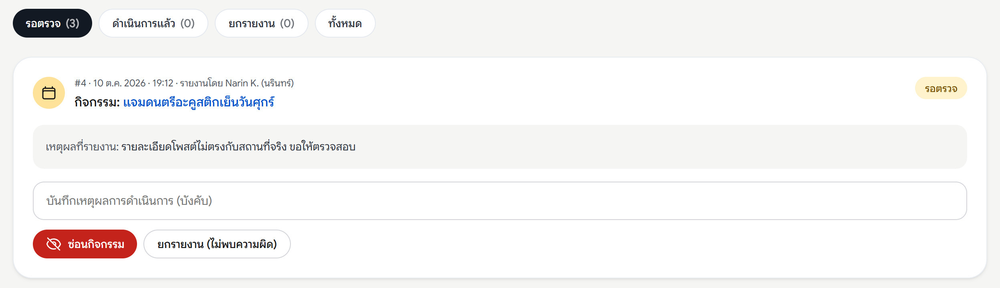 รอตรวจ (3)
ดำเนินการแล้ว (0)
ยกรายงาน (0)
ทั้งหมด
#4 · 10 ต.ค. 2026 · 19:12 · รายงานโดย Narin K. (นรินทร์)
รอตรวจ
กิจกรรม: แจมดนตรีอะคูสติกเย็นวันศุกร์
เหตุผลที่รายงาน: รายละเอียดโพสต์ไม่ตรงกับสถานที่จริง ขอให้ตรวจสอบ
บันทึกเหตุผลการดำเนินการ (บังคับ)
ซ่อนกิจกรรม
ยกรายงาน (ไม่พบความผิด)